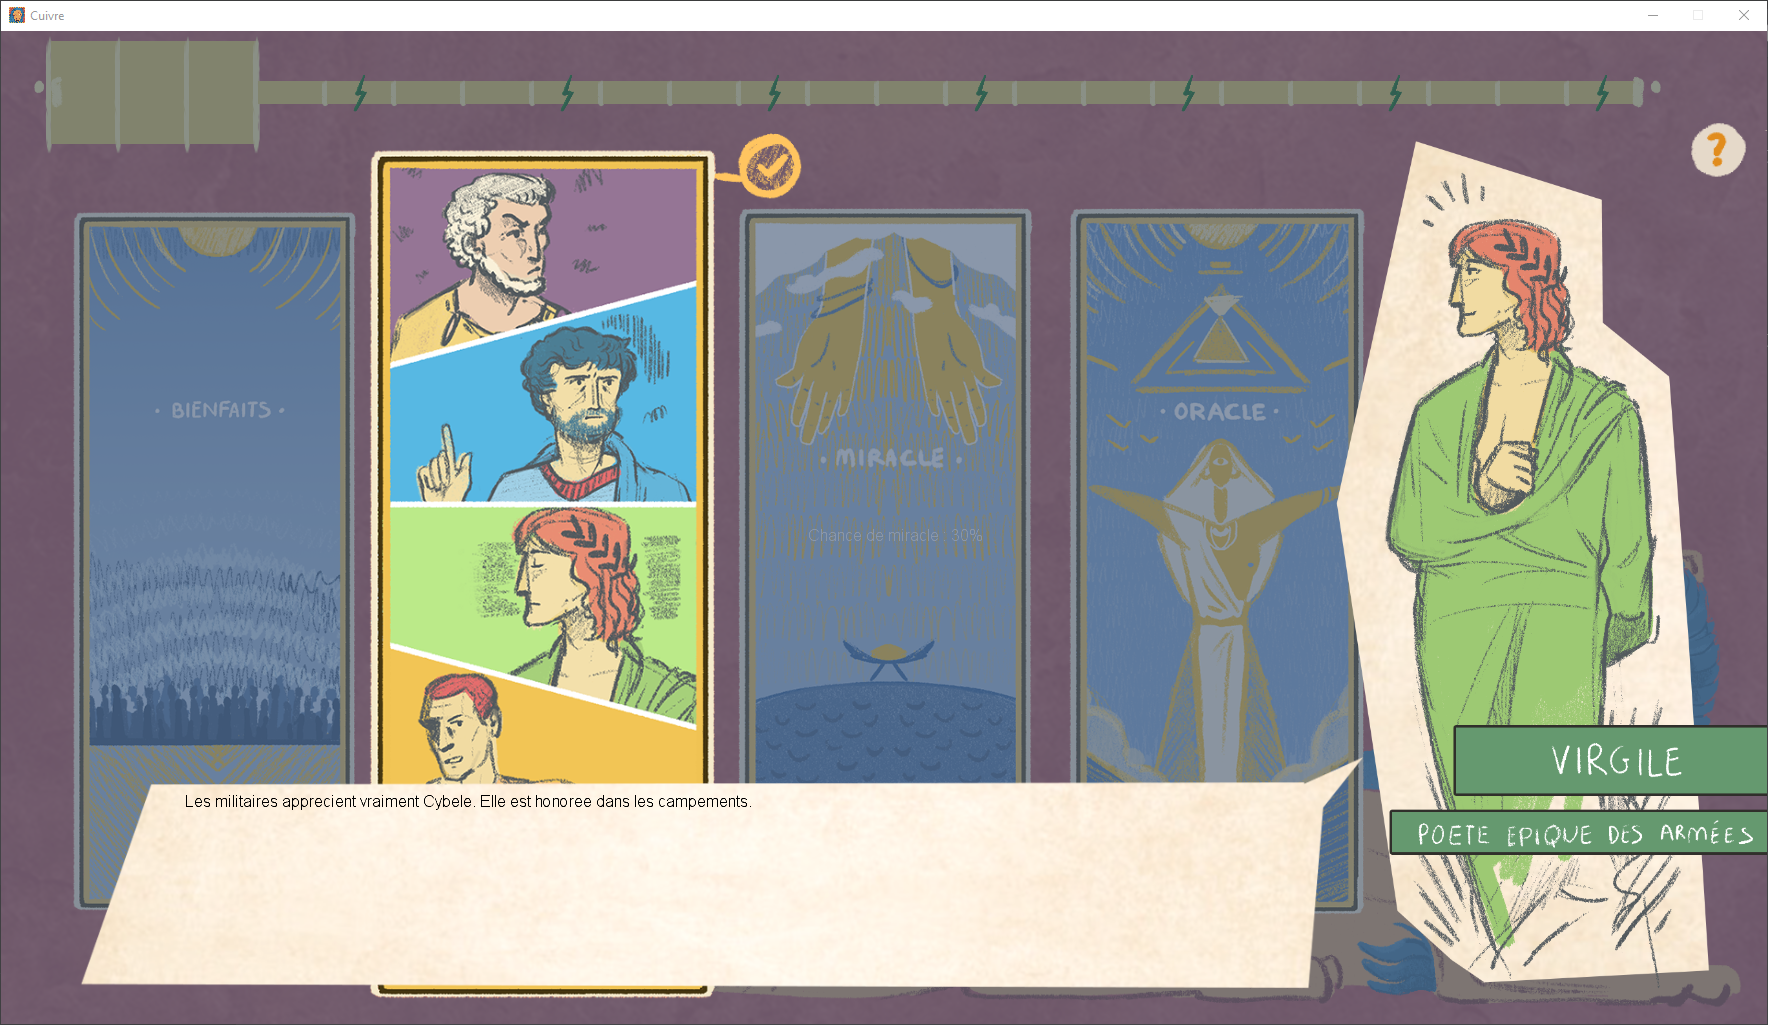 Cuivre
?
• BIENFAITS •
• MIRACLE •
Chance de miracle : 30%
• ORACLE •
VIRGILE
POETE EPIQUE DES ARMÉES
Les militaires apprecient vraiment Cybele. Elle est honoree dans les campements.